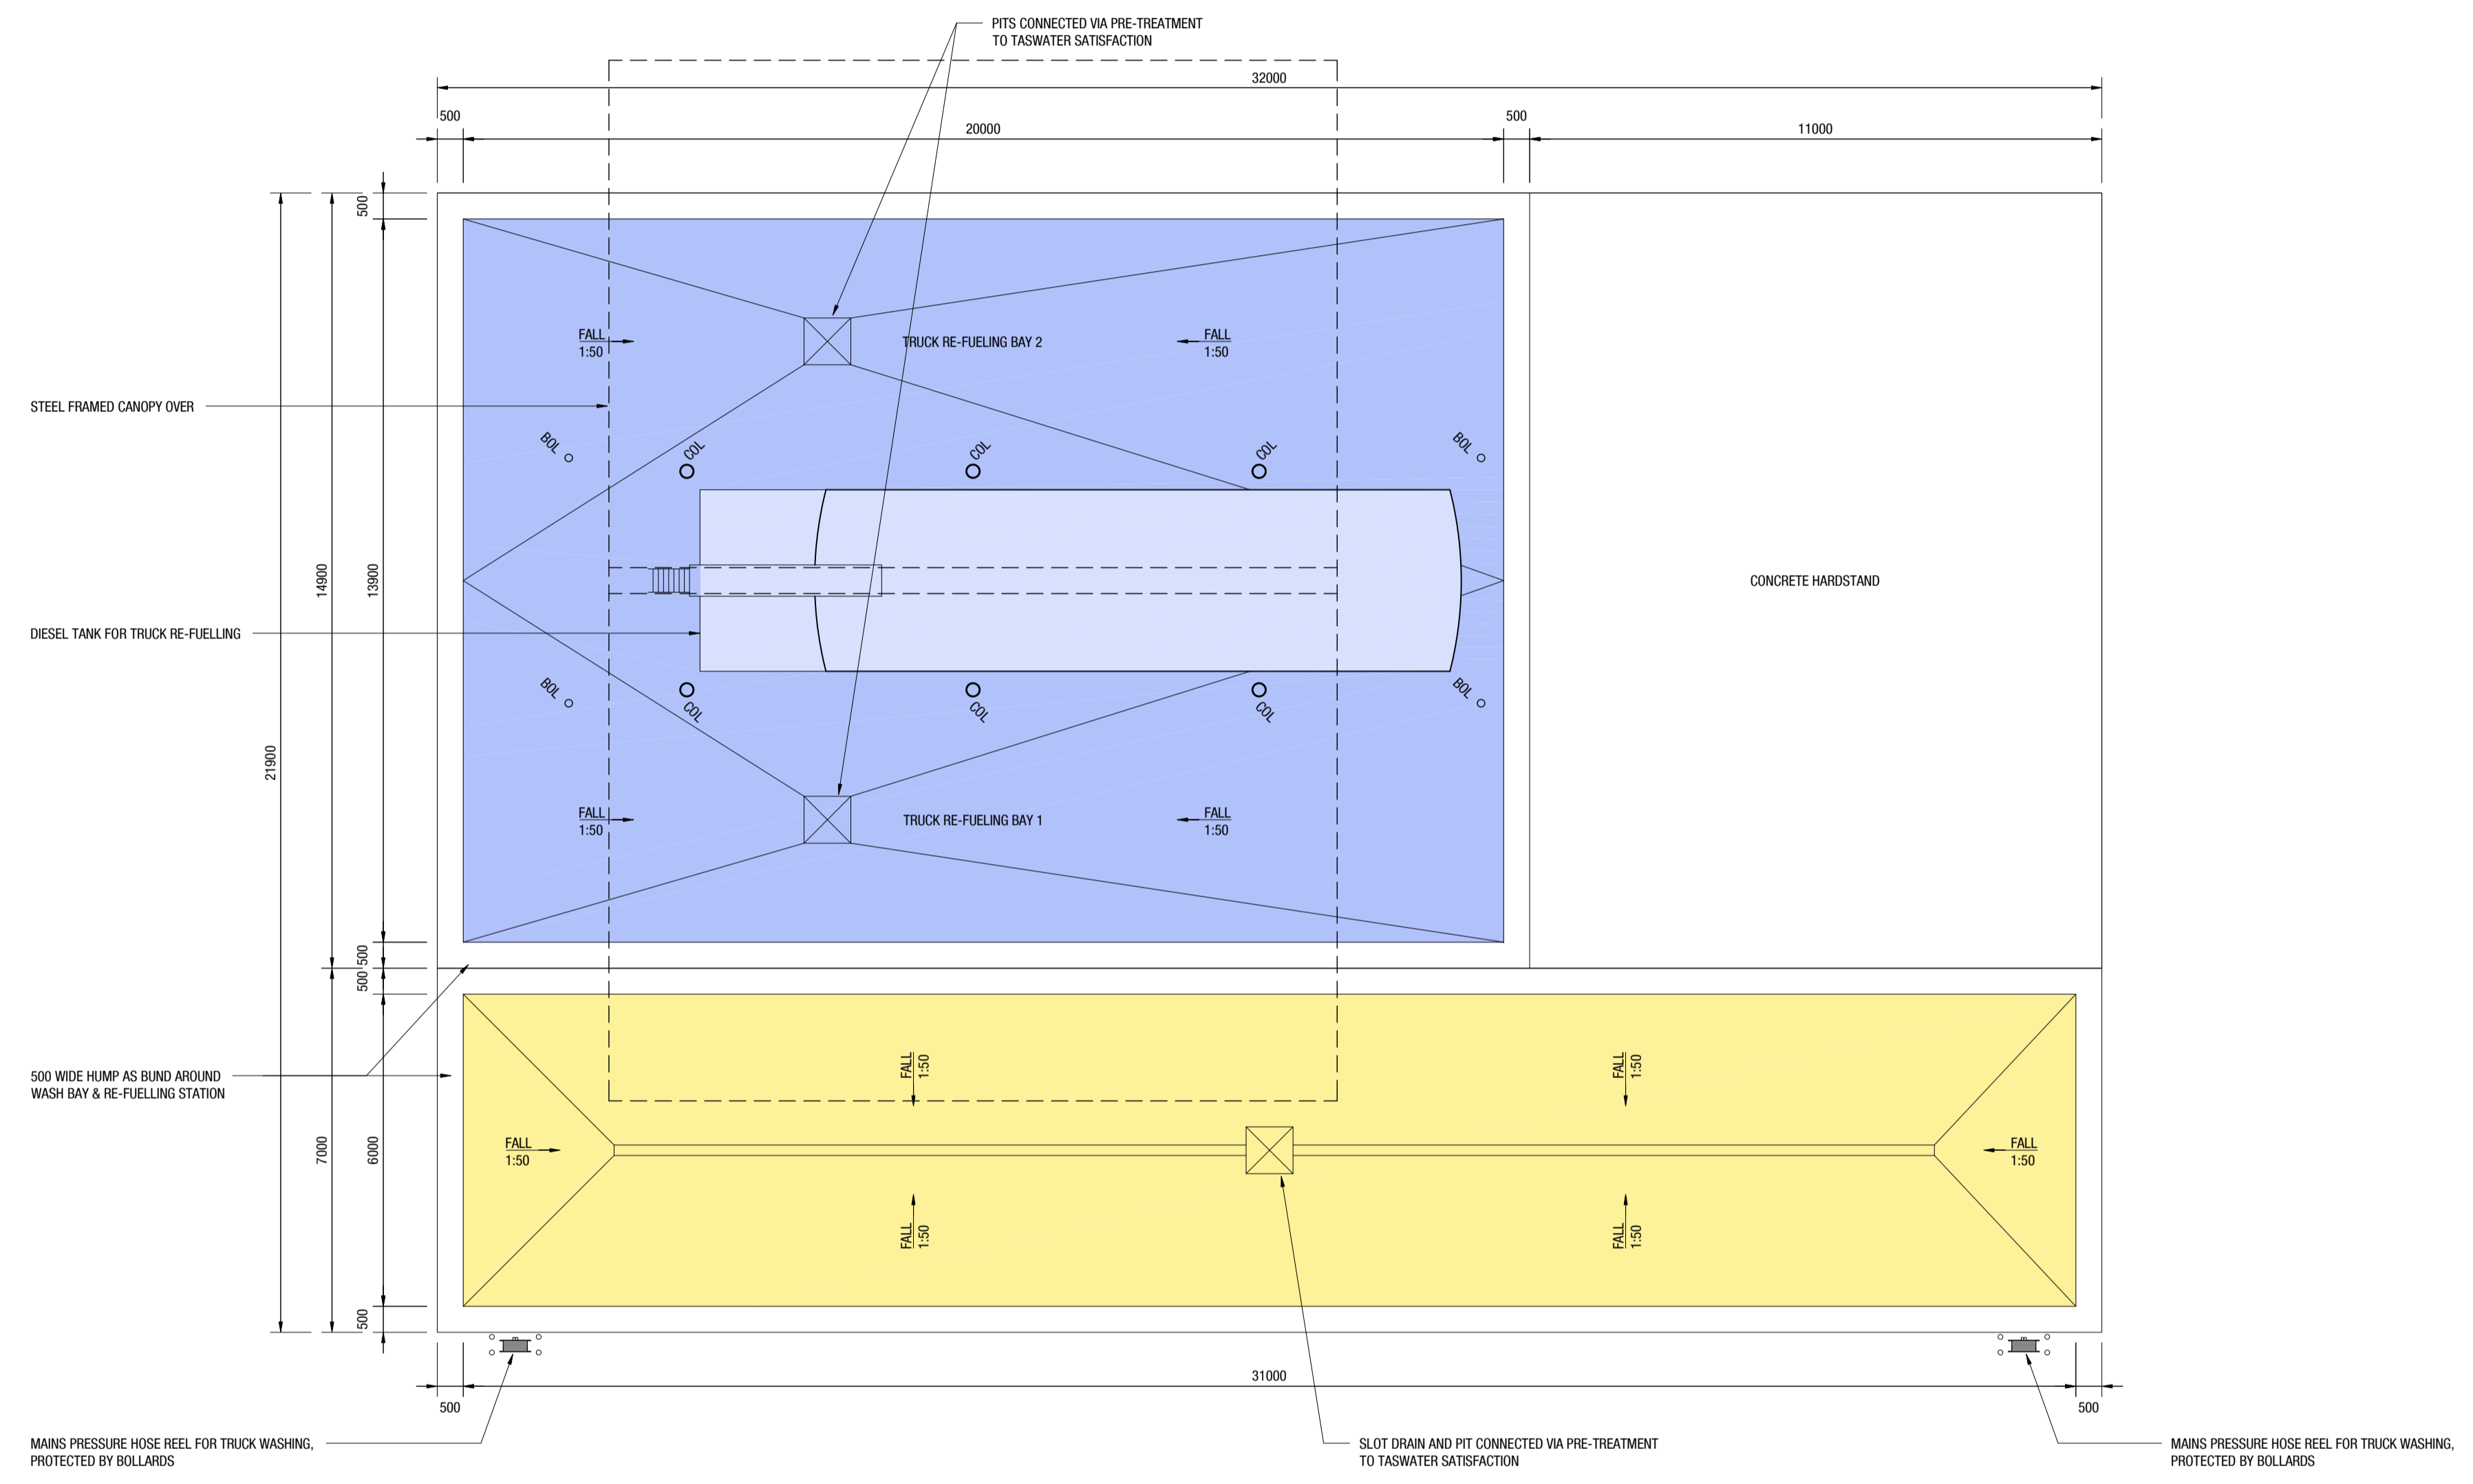 PITS CONNECTED VIA PRE-TREATMENT
TO TASWATER SATISFACTION
32000
500
20000
500
11000
500
FALL
1:50
TRUCK RE-FUELING BAY 2
FALL
1:50
STEEL FRAMED CANOPY OVER
BOL
COL
COL
COL
BOL
14900
13900
CONCRETE HARDSTAND
DIESEL TANK FOR TRUCK RE-FUELLING
BOL
COL
COL
COL
BOL
21900
FALL
1:50
TRUCK RE-FUELING BAY 1
FALL
1:50
500
500
500 WIDE HUMP AS BUND AROUND
WASH BAY & RE-FUELLING STATION
FALL
1:50
FALL
1:50
7000
6000
FALL
1:50
FALL
1:50
FALL
1:50
FALL
1:50
500
31000
500
500
MAINS PRESSURE HOSE REEL FOR TRUCK WASHING,
PROTECTED BY BOLLARDS
SLOT DRAIN AND PIT CONNECTED VIA PRE-TREATMENT
TO TASWATER SATISFACTION
MAINS PRESSURE HOSE REEL FOR TRUCK WASHING,
PROTECTED BY BOLLARDS